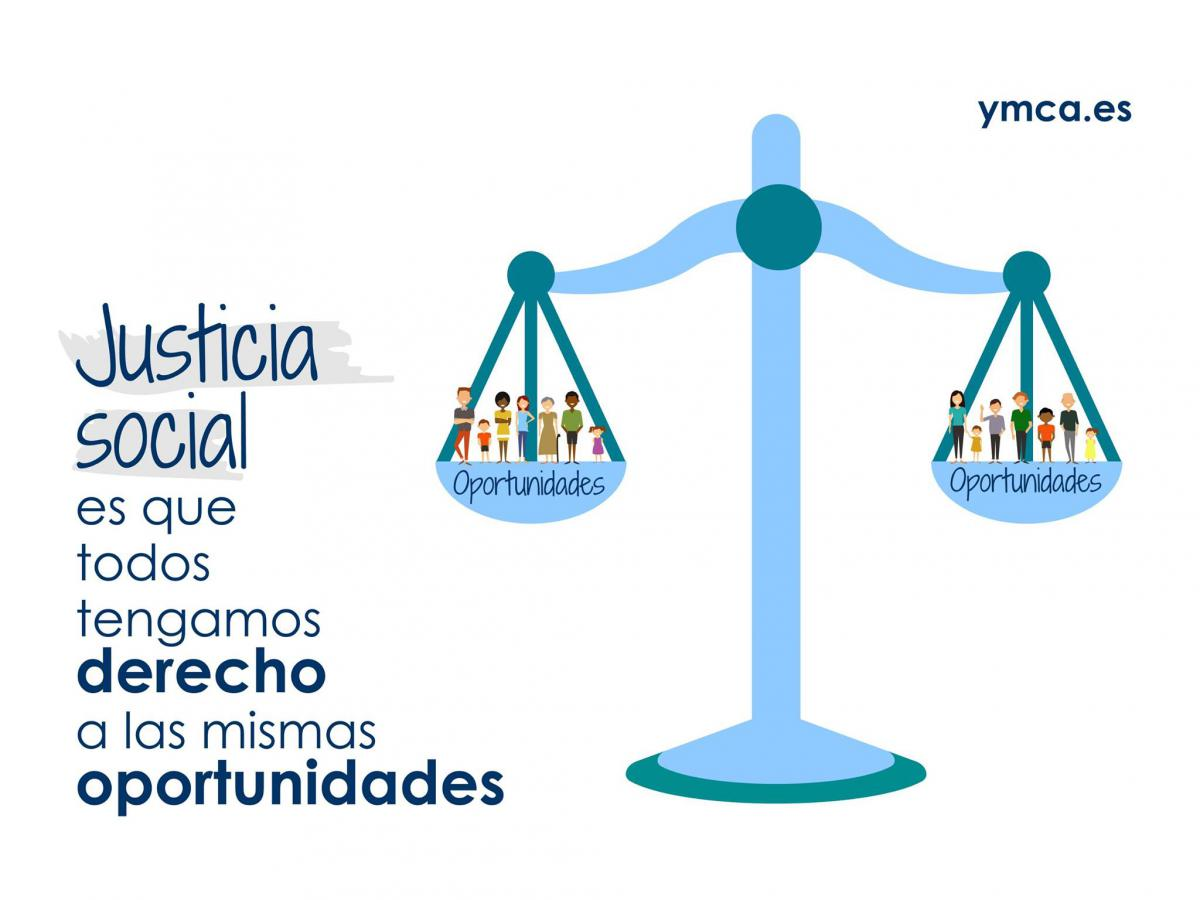 ymca.es
Justicia
social
es que
todos
tengamos
derecho
a las mismas
oportunidades
Oportunidades
Oportunidades